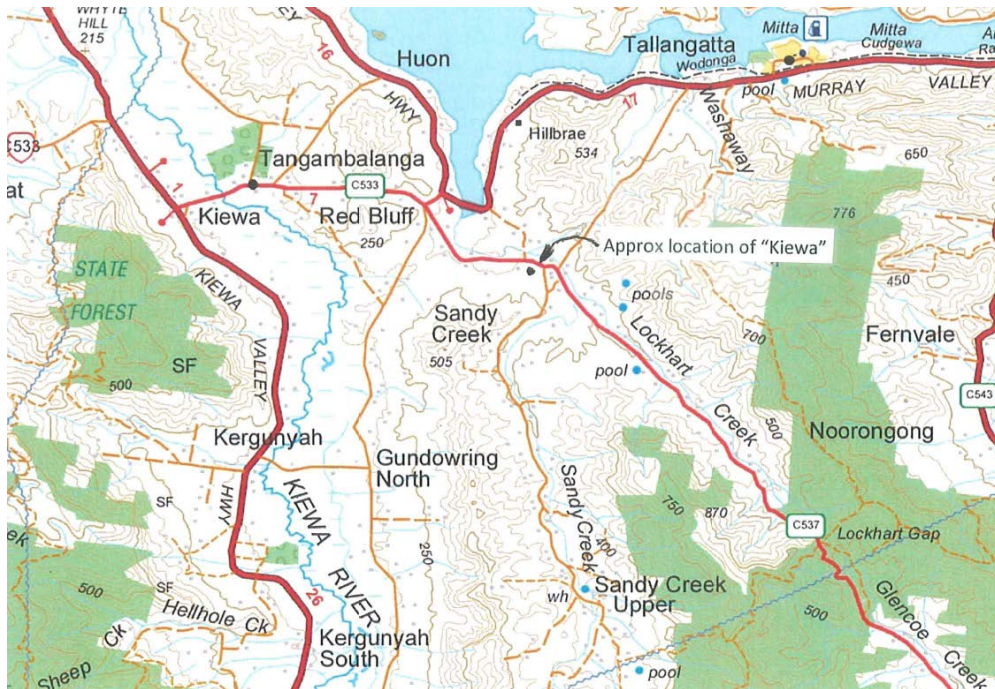 WHYTE
HILL
215
LEY
16
Huon
HWY
Tallangatta
Wodonga
Mitta
Mitta
Cudgewa
17
pool
MURRAY
VALLEY
Washaway
Hillbrae
534
650
C533
at
Tangambalanga
1
7
C533
Kiewa
Red Bluff
250
776
Approx location of "Kiewa"
STATE
FOREST
KIEWA
450
pools
Sandy
Creek
Lockhart
700
Fernvale
SF
505
VALLEY
500
pool
C543
Creek
500
Noorongong
Kergunyah
Gundowring
North
SF
HWY
KIEWA
Sandy Creek
750
870
C537
Lockhart Gap
400
250
RIVER
500
SF
26
wh
Sandy Creek
Upper
Glencoe
500
Hellhole Ck
Ck
Kergunyah
South
Sheep
pool
Creek